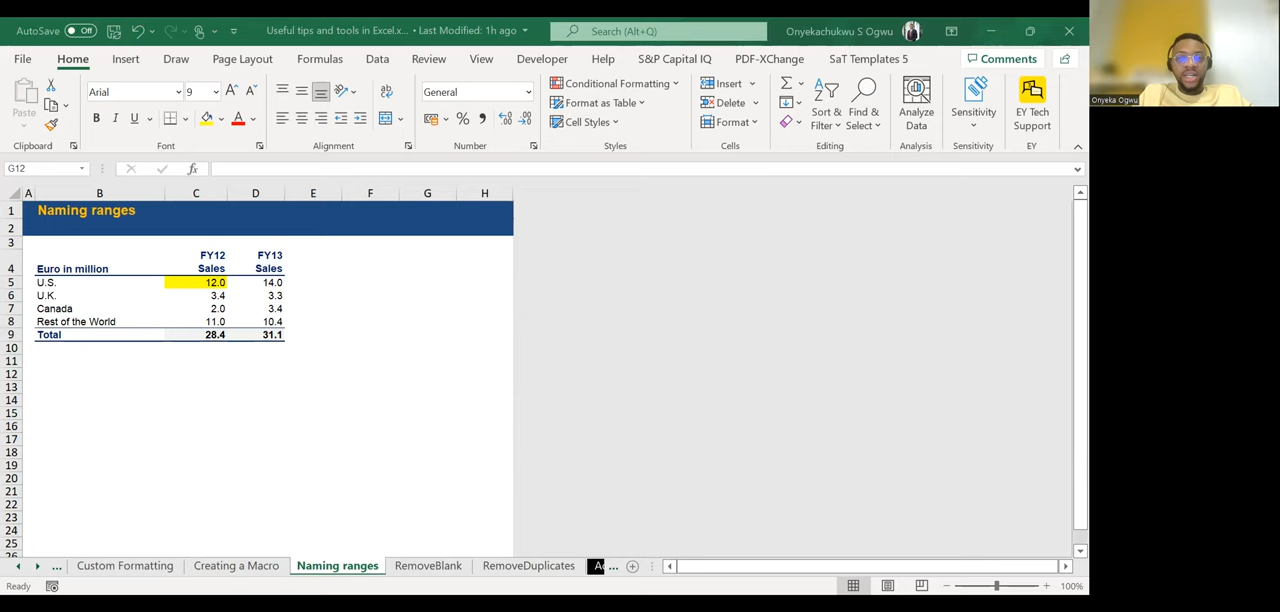 AutoSave Off Useful tips and tools in Excel.x... • Last Modified: 1h ago Search (Alt+Q) Onyekachukwu S Ogwu
File Home Insert Draw Page Layout Formulas Data Review View Developer Help S&P Capital IQ PDF-XChange SaT Templates 5 Comments
Paste Arial 9 General Conditional Formatting Insert
Format as Table Delete
Cell Styles Format
B I U A % Sort & Filter Find & Select Analyze Data Sensitivity EY Tech Support
Clipboard Font Alignment Number Styles Cells Editing Analysis Sensitivity EY
G12 fx
A B C D E F G H
1 Naming ranges
2
3
FY12 FY13
4 Euro in million Sales Sales
5 U.S. 12.0 14.0
6 U.K. 3.4 3.3
7 Canada 2.0 3.4
8 Rest of the World 11.0 10.4
9 Total 28.4 31.1
10
11
12
13
14
15
16
17
18
19
20
21
22
23
24
25
26
... Custom Formatting Creating a Macro Naming ranges RemoveBlank RemoveDuplicates ...
Ready 100%
Onyeka Ogwu